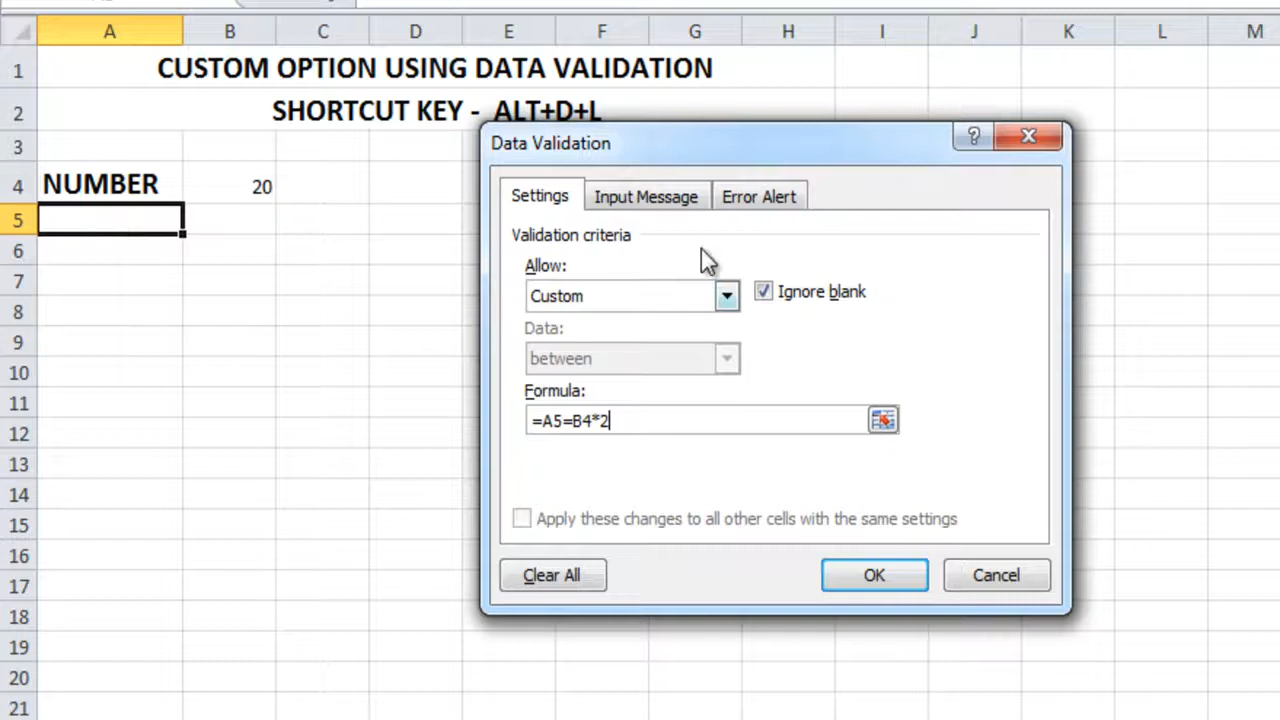 A B C D E F G H I J K L M
1 CUSTOM OPTION USING DATA VALIDATION
2 SHORTCUT KEY - ALT+D+L
3
Data Validation
?
4 NUMBER 20
Settings Input Message Error Alert
5
Validation criteria
6
Allow:
7
Custom
Ignore blank
8
Data:
9
between
10
Formula:
11
=A5=B4*2
12
13
14
Apply these changes to all other cells with the same settings
15
16
Clear All OK Cancel
17
18
19
20
21